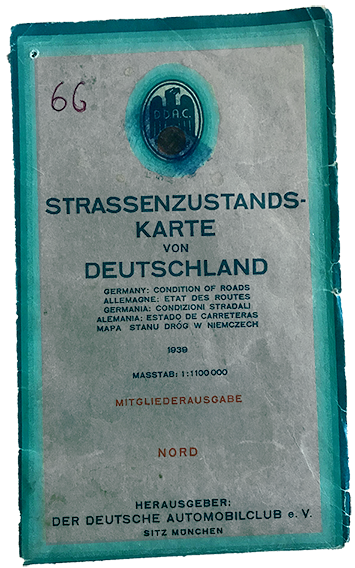 66
D.D.A.C.
STRASSENZUSTANDS-
KARTE
VON
DEUTSCHLAND
GERMANY: CONDITION OF ROADS
ALLEMAGNE: ETAT DES ROUTES
GERMANIA: CONDIZIONI STRADALI
ALEMANIA: ESTADO DE CARRETERAS
MAPA STANU DRÓG W NIEMCZECH
1939
MASSTAB: 1:1100000
MITGLIEDERAUSGABE
NORD
HERAUSGEBER:
DER DEUTSCHE AUTOMOBILCLUB e. V.
SITZ MÜNCHEN